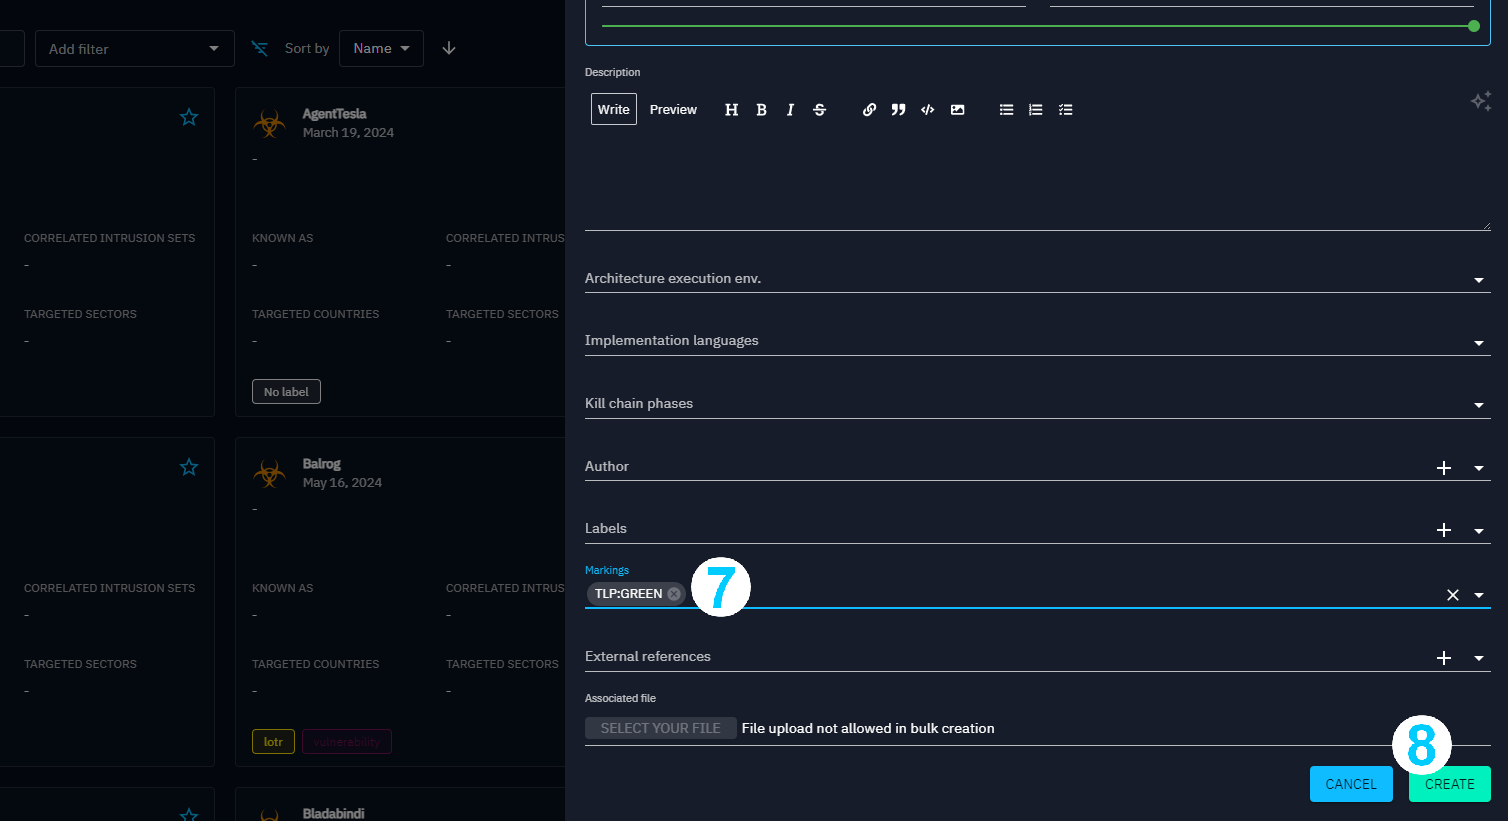 Add filter
Sort by
Name
AgentTesla
March 19, 2024
-
CORRELATED INTRUSION SETS
KNOWN AS
CORRELATED INTRUS
-
-
-
TARGETED SECTORS
TARGETED COUNTRIES
TARGETED SECTORS
-
-
-
No label
Balrog
May 16, 2024
-
CORRELATED INTRUSION SETS
KNOWN AS
CORRELATED INTRUS
-
-
-
TARGETED SECTORS
TARGETED COUNTRIES
TARGETED SECTORS
-
-
-
lotr
vulnerability
Bladabindi
Description
Write
Preview
H B I S
Architecture execution env.
Implementation languages
Kill chain phases
Author
Labels
Markings
TLP:GREEN
7
External references
Associated file
SELECT YOUR FILE File upload not allowed in bulk creation
8
CANCEL
CREATE